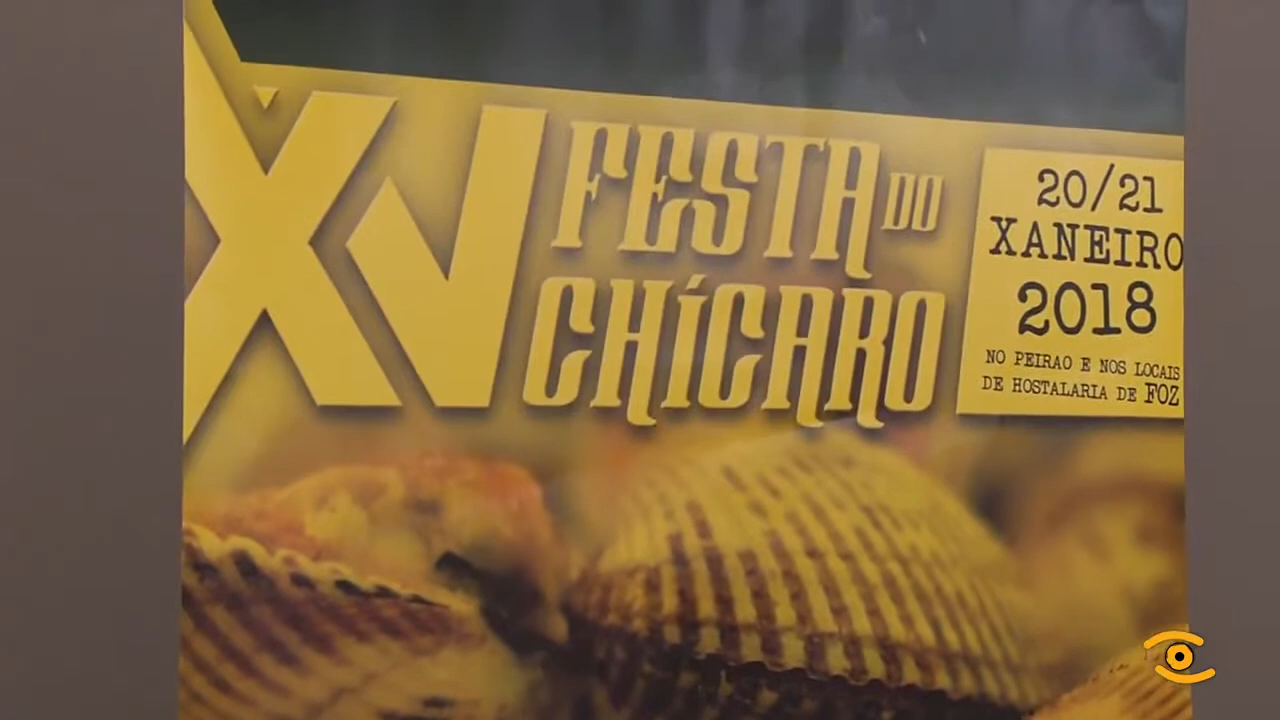 XV FESTA DO
CHÍCARO
20/21
XANEIRO
2018
NO PEIRAO E NOS LOCAIS
DE HOSTALARIA DE FOZ